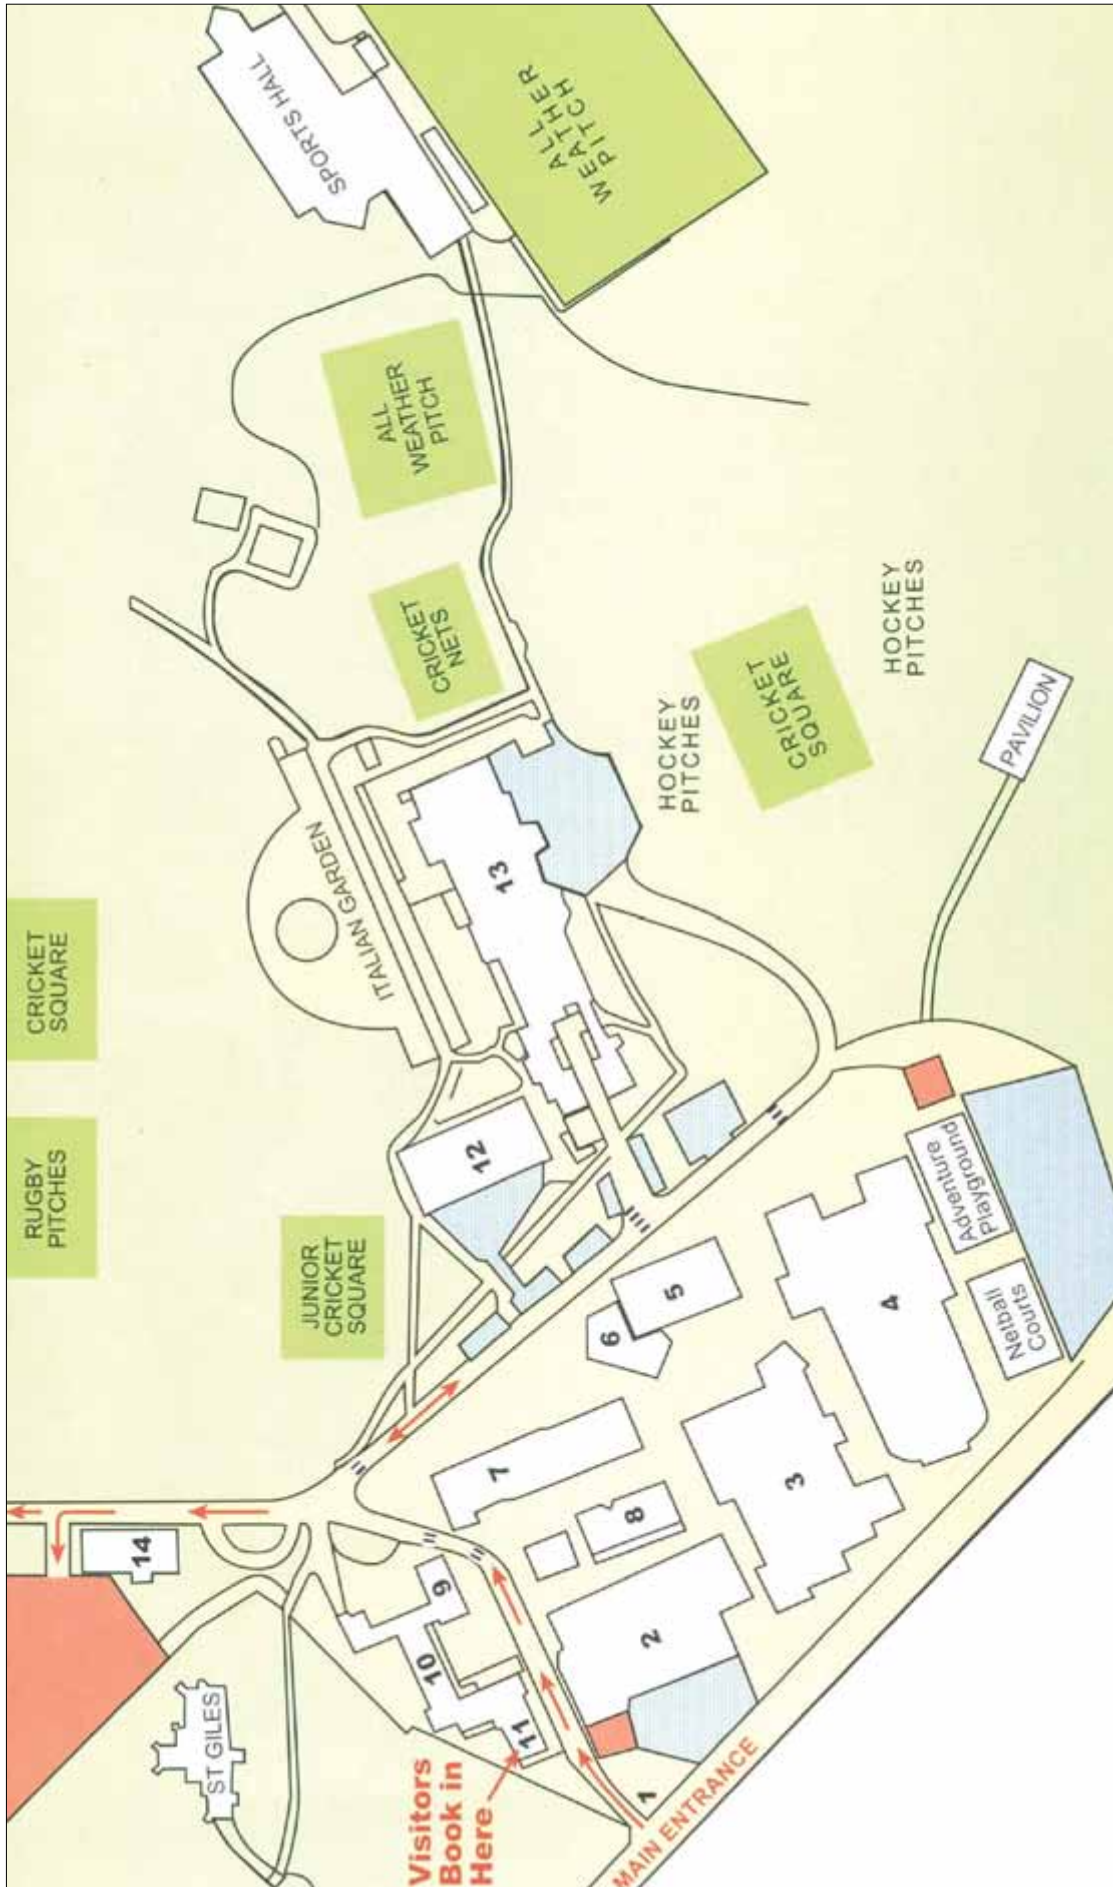 SPORTS HALL
ALL
WEATHER
PITCH
ALL
WEATHER
PITCH
CRICKET
NETS
HOCKEY
PITCHES
CRICKET
SQUARE
HOCKEY
PITCHES
PAVILION
ITALIAN GARDEN
13
CRICKET
SQUARE
RUGBY
PITCHES
JUNIOR
CRICKET
SQUARE
12
Adventure
Playground
Netball
Courts
5
6
4
7
3
8
2
14
9
10
11
ST GILES
Visitors
Book in
Here
1
MAIN ENTRANCE